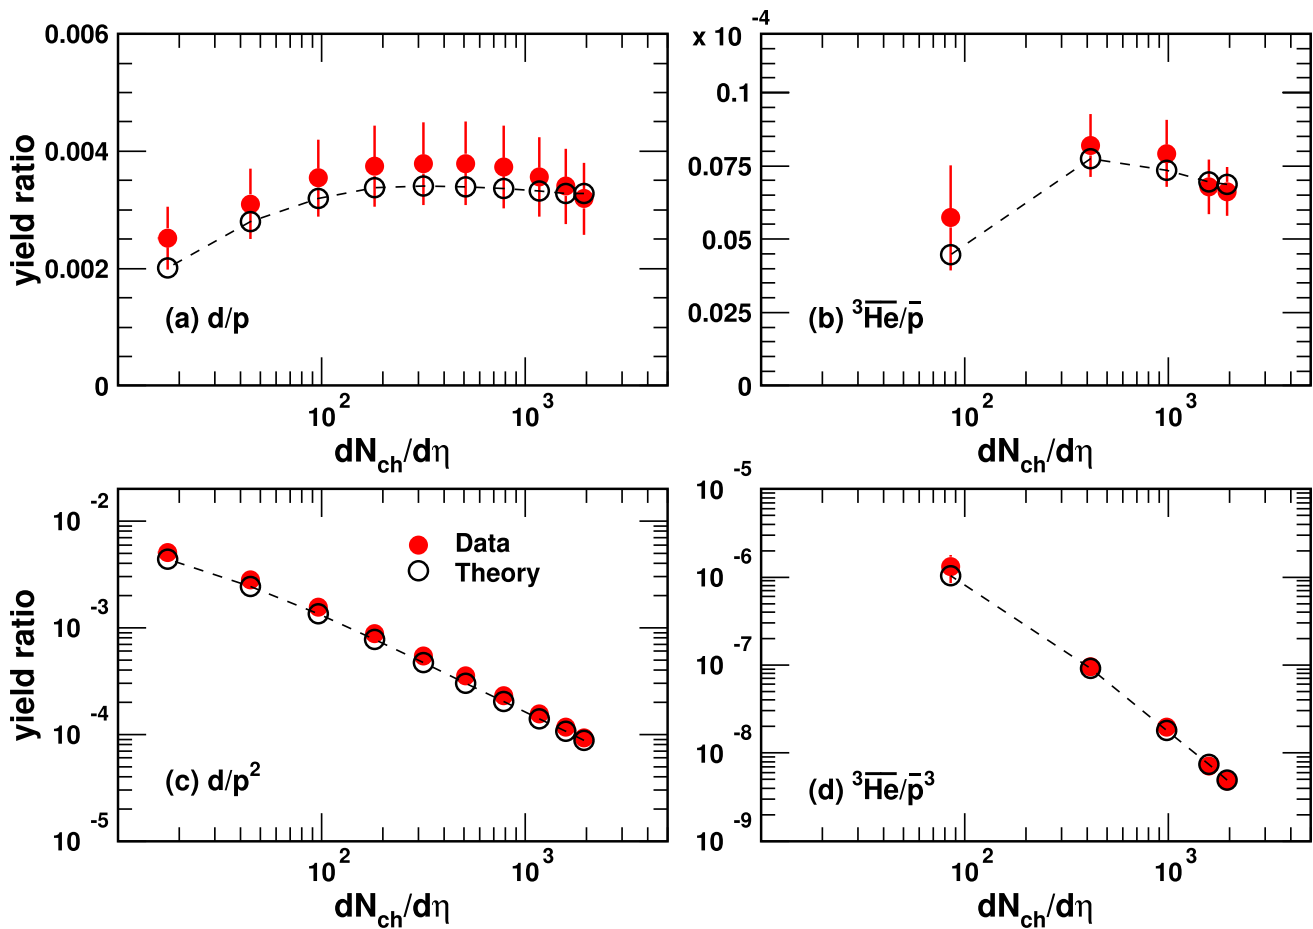 yield ratio
0.006
0.004
0.002
0
(a) d/p
10^2
10^3
dN_ch/dη
x 10^-4
0.1
0.075
0.05
0.025
0
(b) ³H̅e̅/p̅
10^2
10^3
dN_ch/dη
yield ratio
10^-2
10^-3
10^-4
10^-5
Data
Theory
(c) d/p²
10^2
10^3
dN_ch/dη
10^-5
10^-6
10^-7
10^-8
10^-9
(d) ³H̅e̅/p̅³
10^2
10^3
dN_ch/dη